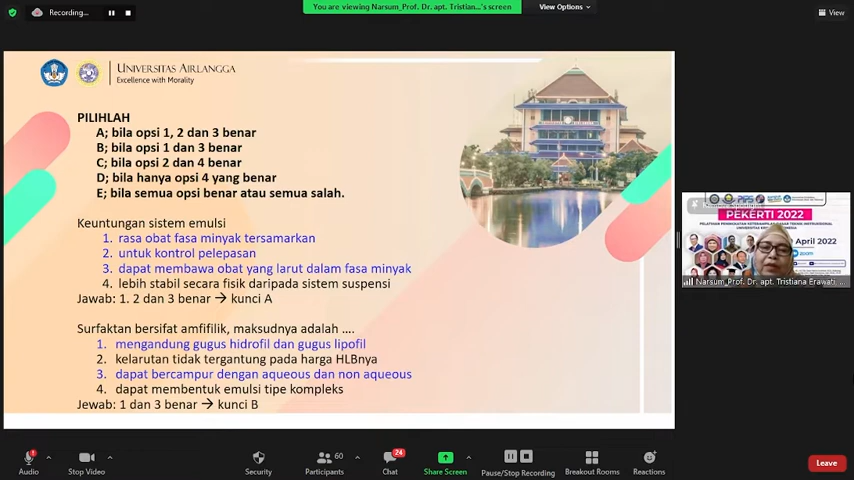 Recording...
You are viewing Narsum_Prof. Dr. apt. Tristian...'s screen
View Options
View
UNIVERSITAS AIRLANGGA
Excellence with Morality
PILIHLAH
A; bila opsi 1, 2 dan 3 benar
B; bila opsi 1 dan 3 benar
C; bila opsi 2 dan 4 benar
D; bila hanya opsi 4 yang benar
E; bila semua opsi benar atau semua salah.
Keuntungan sistem emulsi
1. rasa obat fasa minyak tersamarkan
2. untuk kontrol pelepasan
3. dapat membawa obat yang larut dalam fasa minyak
4. lebih stabil secara fisik daripada sistem suspensi
Jawab: 1. 2 dan 3 benar → kunci A
Surfaktan bersifat amfifilik, maksudnya adalah ....
1. mengandung gugus hidrofil dan gugus lipofil
2. kelarutan tidak tergantung pada harga HLBnya
3. dapat bercampur dengan aqueous dan non aqueous
4. dapat membentuk emulsi tipe kompleks
Jewab: 1 dan 3 benar → kunci B
PEKERTI 2022
April 2022
zoom
Narsum_Prof. Dr. apt. Tristiana Erawati, ...
1
60
24
Audio
Stop Video
Security
Participants
Chat
Share Screen
Pause/Stop Recording
Breakout Rooms
Reactions
Leave